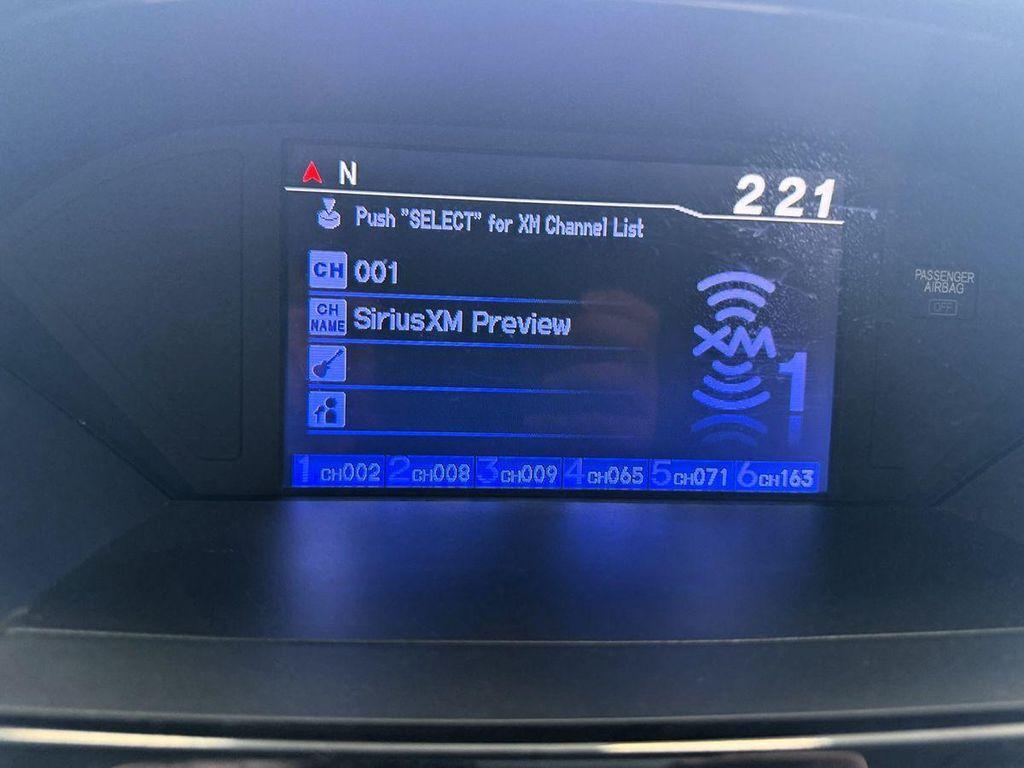 N
221
Push "SELECT" for XM Channel List
CH 001
CH NAME SiriusXM Preview
XM 1
1 CH002 2 CH008 3 CH009 4 CH065 5 CH071 6 CH163
PASSENGER
AIRBAG
OFF